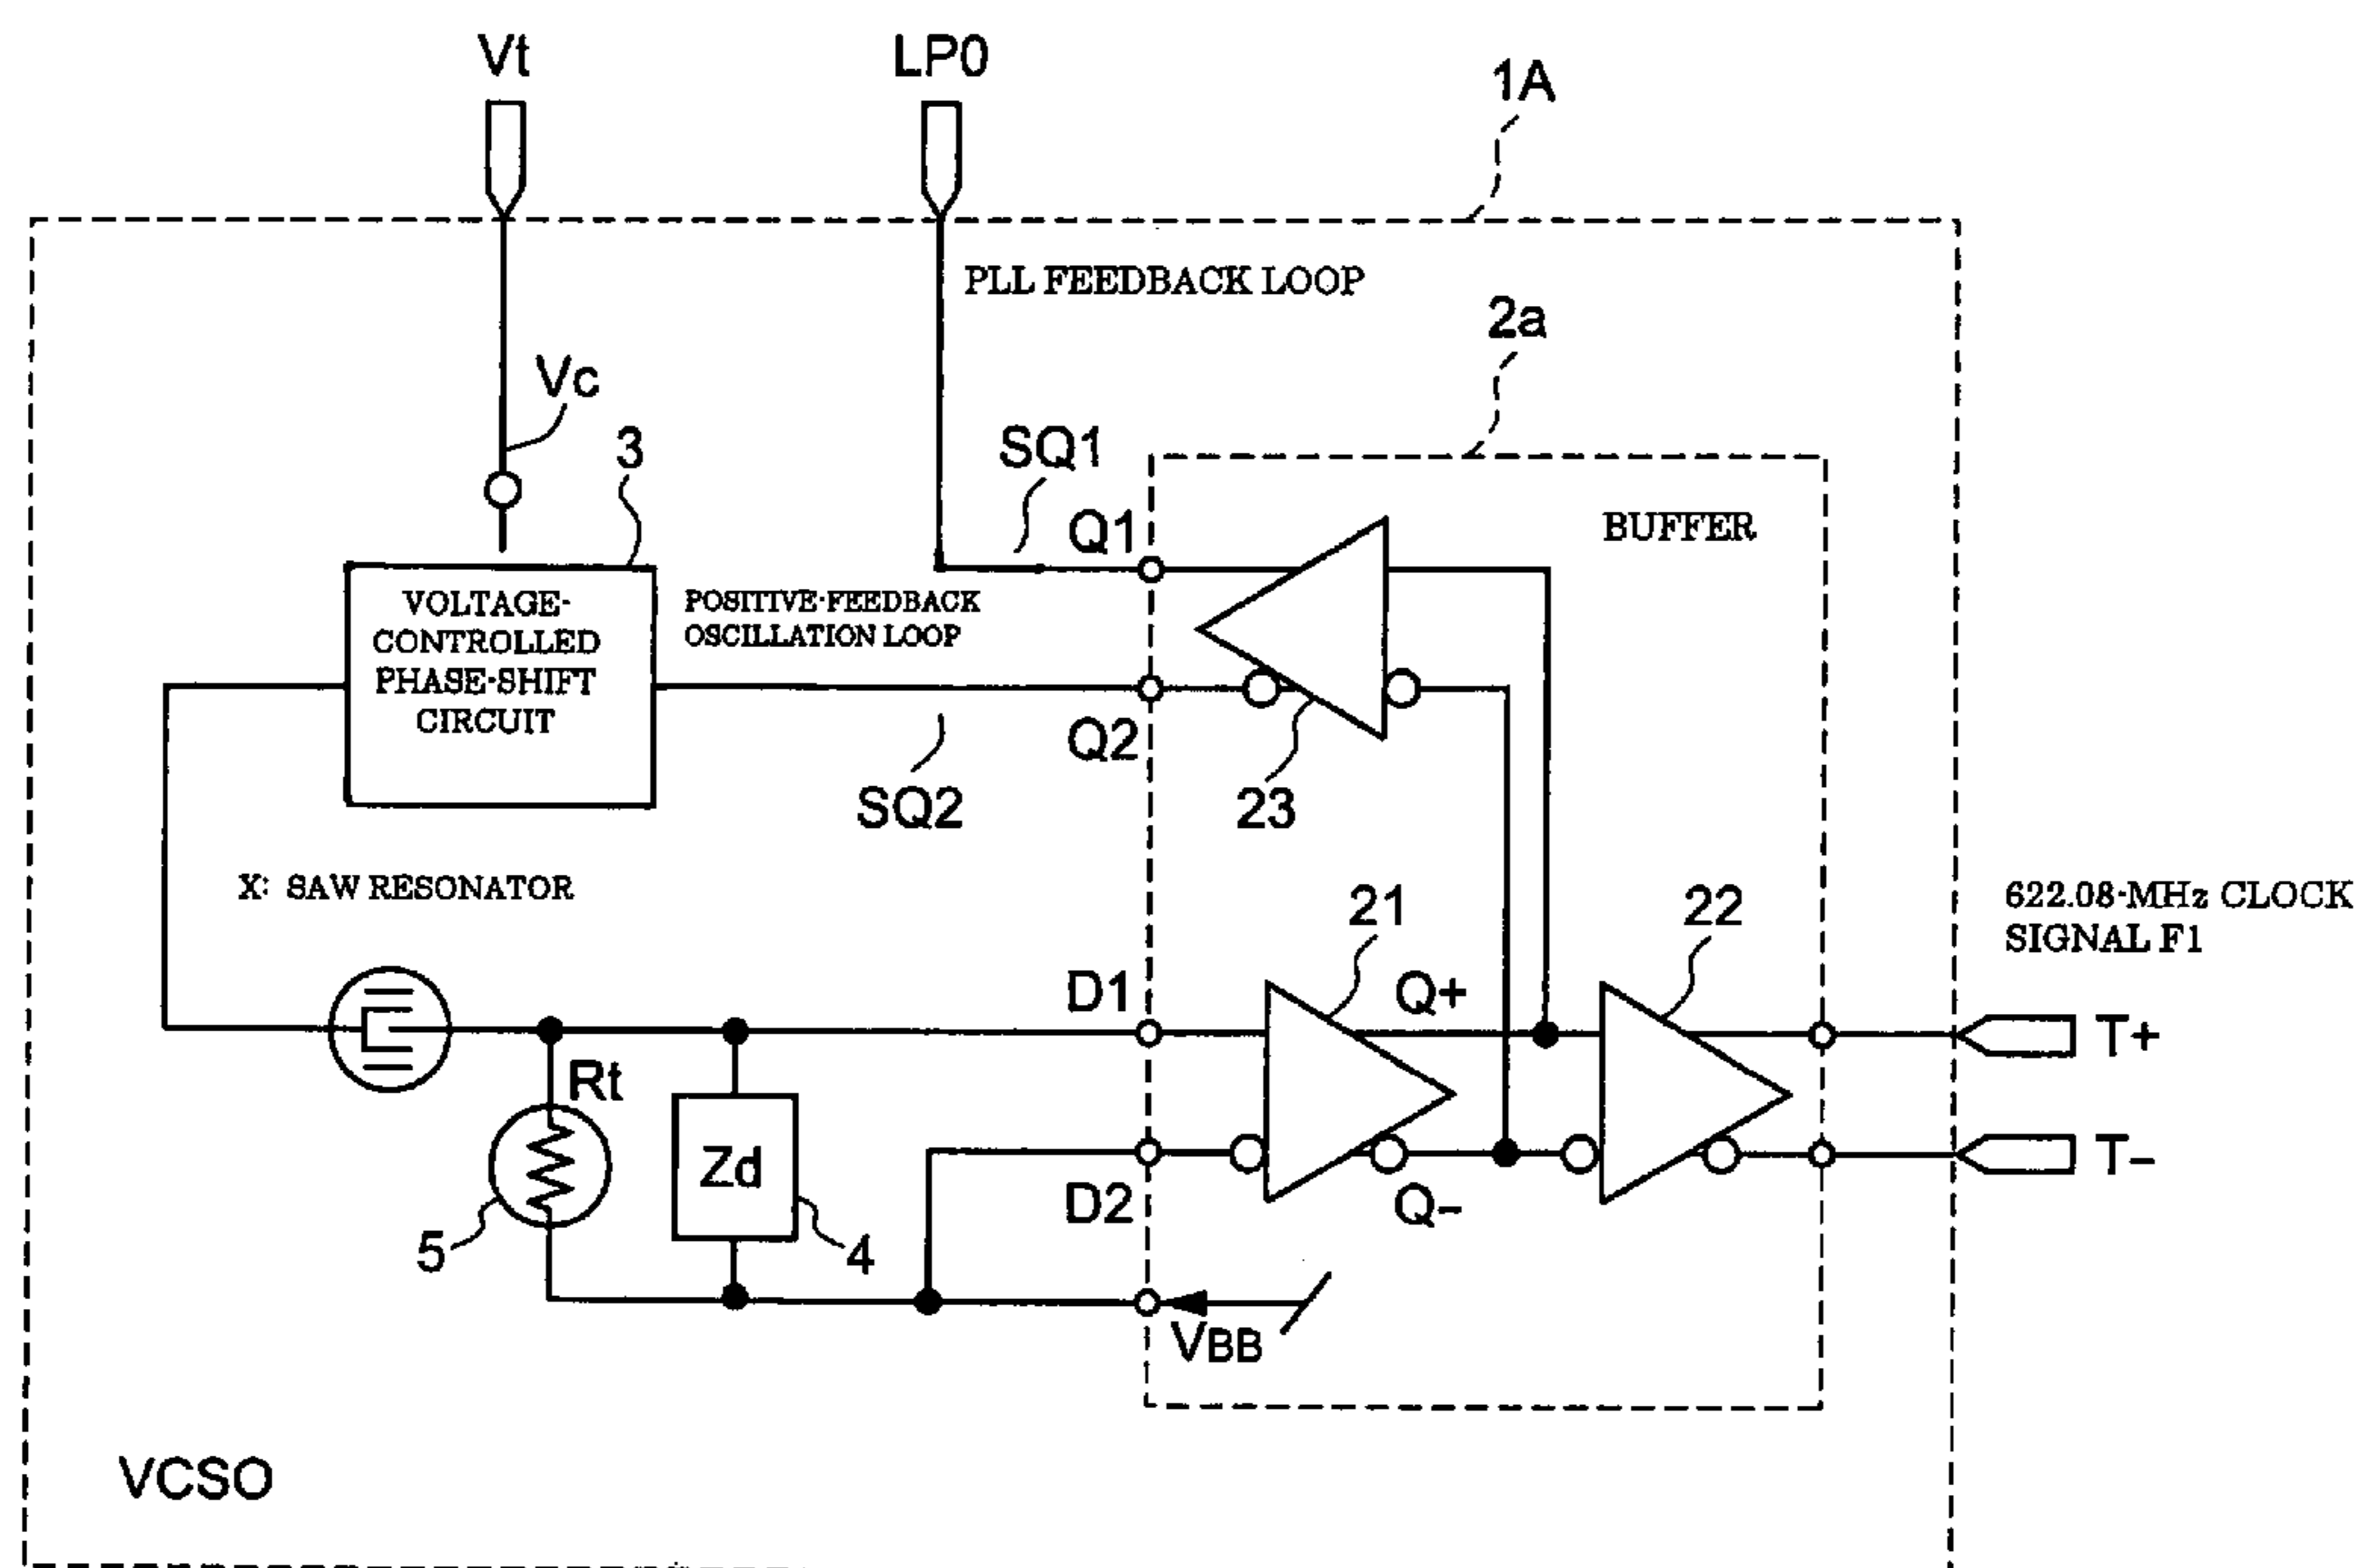 Vt
LP0
1A
PLL FEEDBACK LOOP
2a
Vc
3
SQ1
Q1
BUFFER
VOLTAGE-
CONTROLLED
PHASE-SHIFT
CIRCUIT
POSITIVE-FEEDBACK
OSCILLATION LOOP
Q2
SQ2
23
X: SAW RESONATOR
21
22
622.08-MHz CLOCK
SIGNAL F1
D1
Q+
T+
Rt
Zd
D2
Q-
T-
5
4
VBB
VCSO